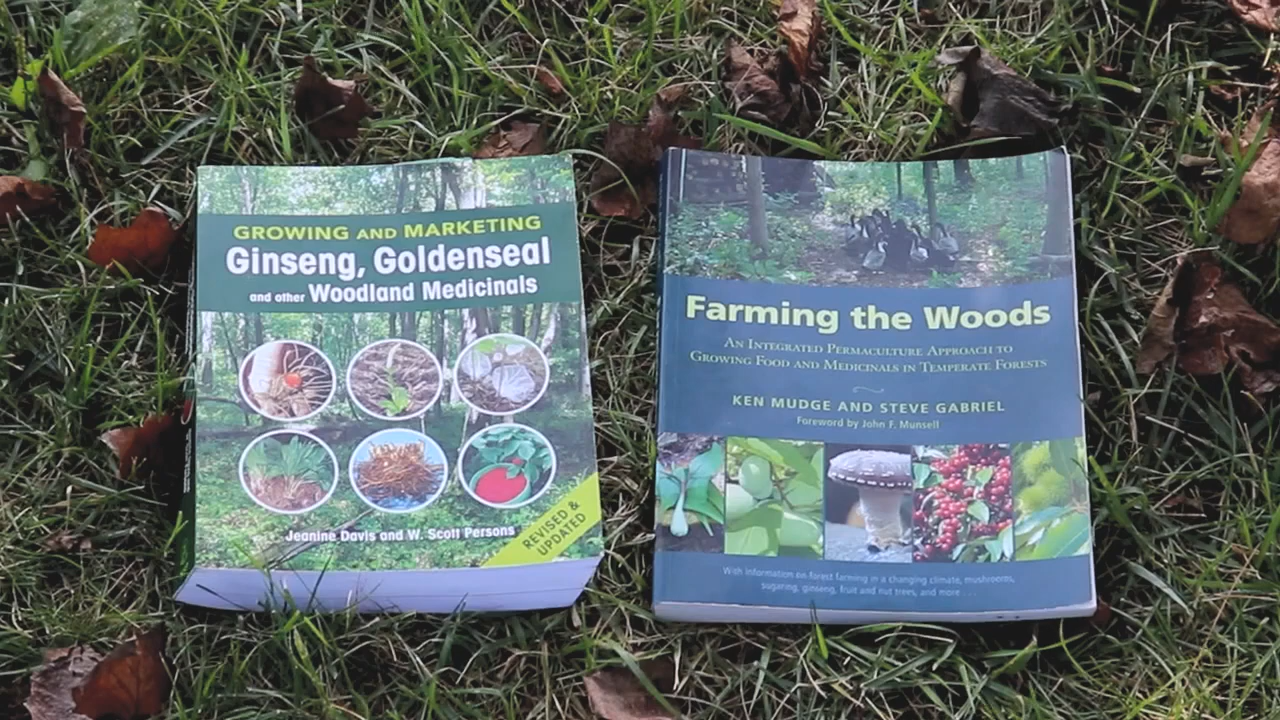 GROWING AND MARKETING
Ginseng, Goldenseal
and other Woodland Medicinals
Jeanine Davis and W. Scott Persons
REVISED &
UPDATED
Farming the Woods
AN INTEGRATED PERMACULTURE APPROACH TO
GROWING FOOD AND MEDICINALS IN TEMPERATE FORESTS
KEN MUDGE AND STEVE GABRIEL
Foreword by John F. Munsell
With information on forest farming in a changing climate, mushrooms,
sugaring, ginseng, fruit and nut trees, and more . . .